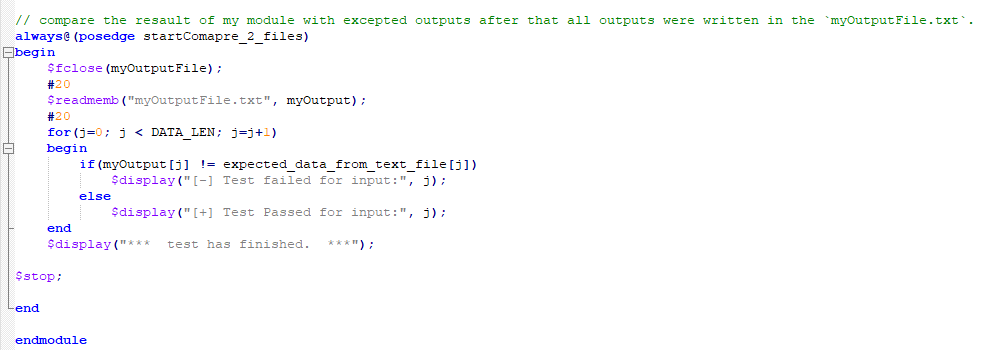 // compare the resault of my module with excepted outputs after that all outputs were written in the `myOutputFile.txt`.
always@(posedge startComapre_2_files)
begin
$fclose(myOutputFile);
#20
$readmemb("myOutputFile.txt", myOutput);
#20
for(j=0; j < DATA_LEN; j=j+1)
begin
if(myOutput[j] != expected_data_from_text_file[j])
$display("[-] Test failed for input:", j);
else
$display("[+] Test Passed for input:", j);
end
$display("***  test has finished.  ***");
$stop;
end
endmodule